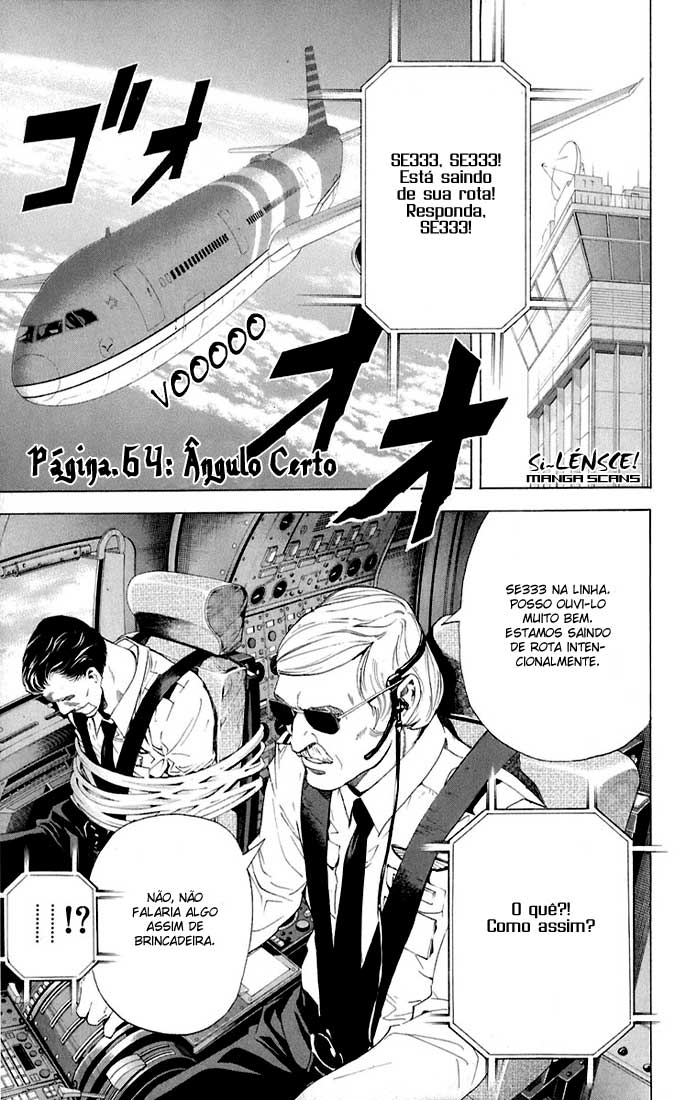 SE333, SE333!
Está saindo
de sua rota!
Responda,
SE333!
ゴオオ
VOOOOO
Página.64: Ângulo Certo
Si~LÉNSCE!
MANGA SCANS
SE333 NA LINHA.
POSSO OUVI-LO
MUITO BEM.
ESTAMOS SAINDO
DE ROTA INTEN-
CIONALMENTE.
O quê?!
Como assim?
NÃO, NÃO
FALARIA ALGO
ASSIM DE
BRINCADEIRA.
……!?